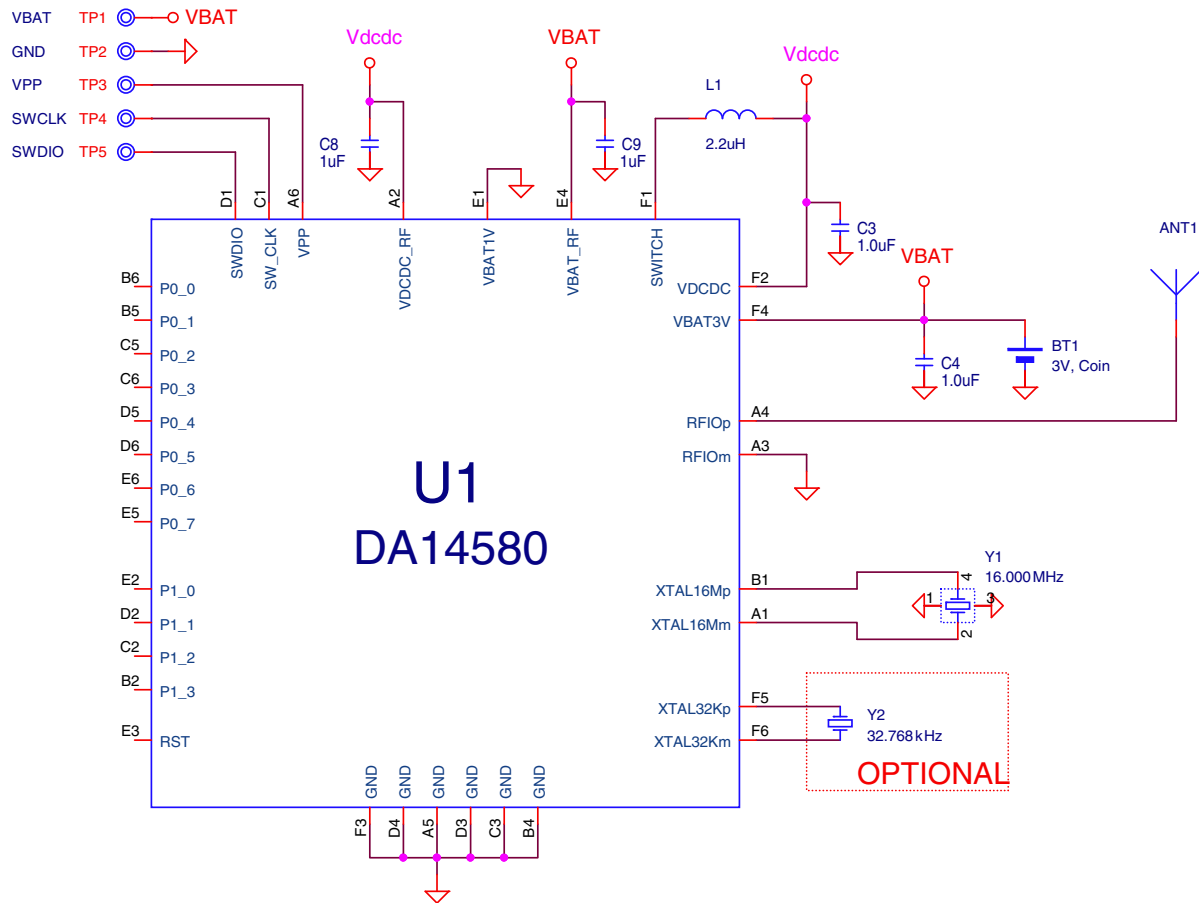 VBAT TP1 VBAT
GND TP2
VPP TP3
SWCLK TP4
SWDIO TP5
Vdcdc
C8
1uF
VBAT
C9
1uF
L1
2.2uH
Vdcdc
C3
1.0uF
VBAT
C4
1.0uF
BT1
3V, Coin
ANT1
D1 SWDIO
C1 SW_CLK
A6 VPP
A2 VDCDC_RF
E1 VBAT1V
E4 VBAT_RF
F1 SWITCH
B6 P0_0
B5 P0_1
C5 P0_2
C6 P0_3
D5 P0_4
D6 P0_5
E6 P0_6
E5 P0_7
E2 P1_0
D2 P1_1
C2 P1_2
B2 P1_3
E3 RST
U1
DA14580
VDCDC F2
VBAT3V F4
RFIOp A4
RFIOm A3
XTAL16Mp B1
XTAL16Mm A1
XTAL32Kp F5
XTAL32Km F6
Y1
16.000MHz
4
1
3
2
Y2
32.768kHz
OPTIONAL
GND GND GND GND GND GND
F3 D4 A5 D3 C3 B4